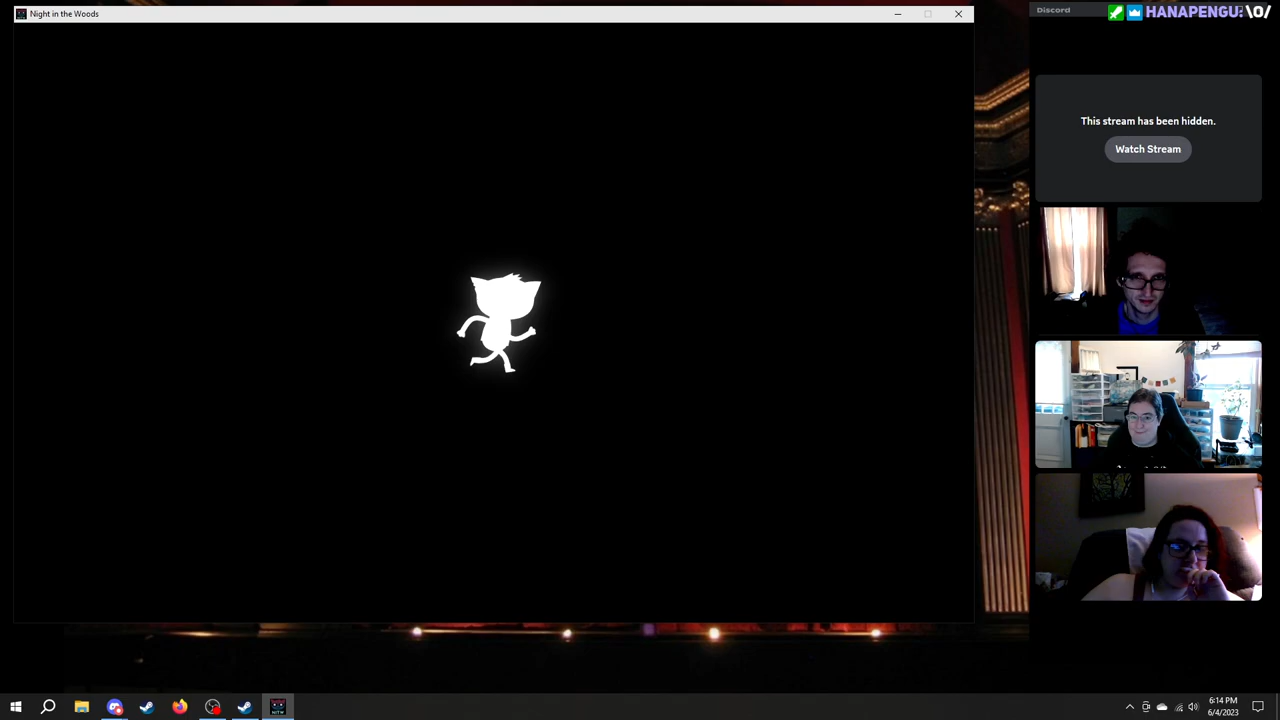 Night in the Woods
Discord
HANAPENGU! \O/
This stream has been hidden.
Watch Stream
NITW
6:14 PM
6/4/2023